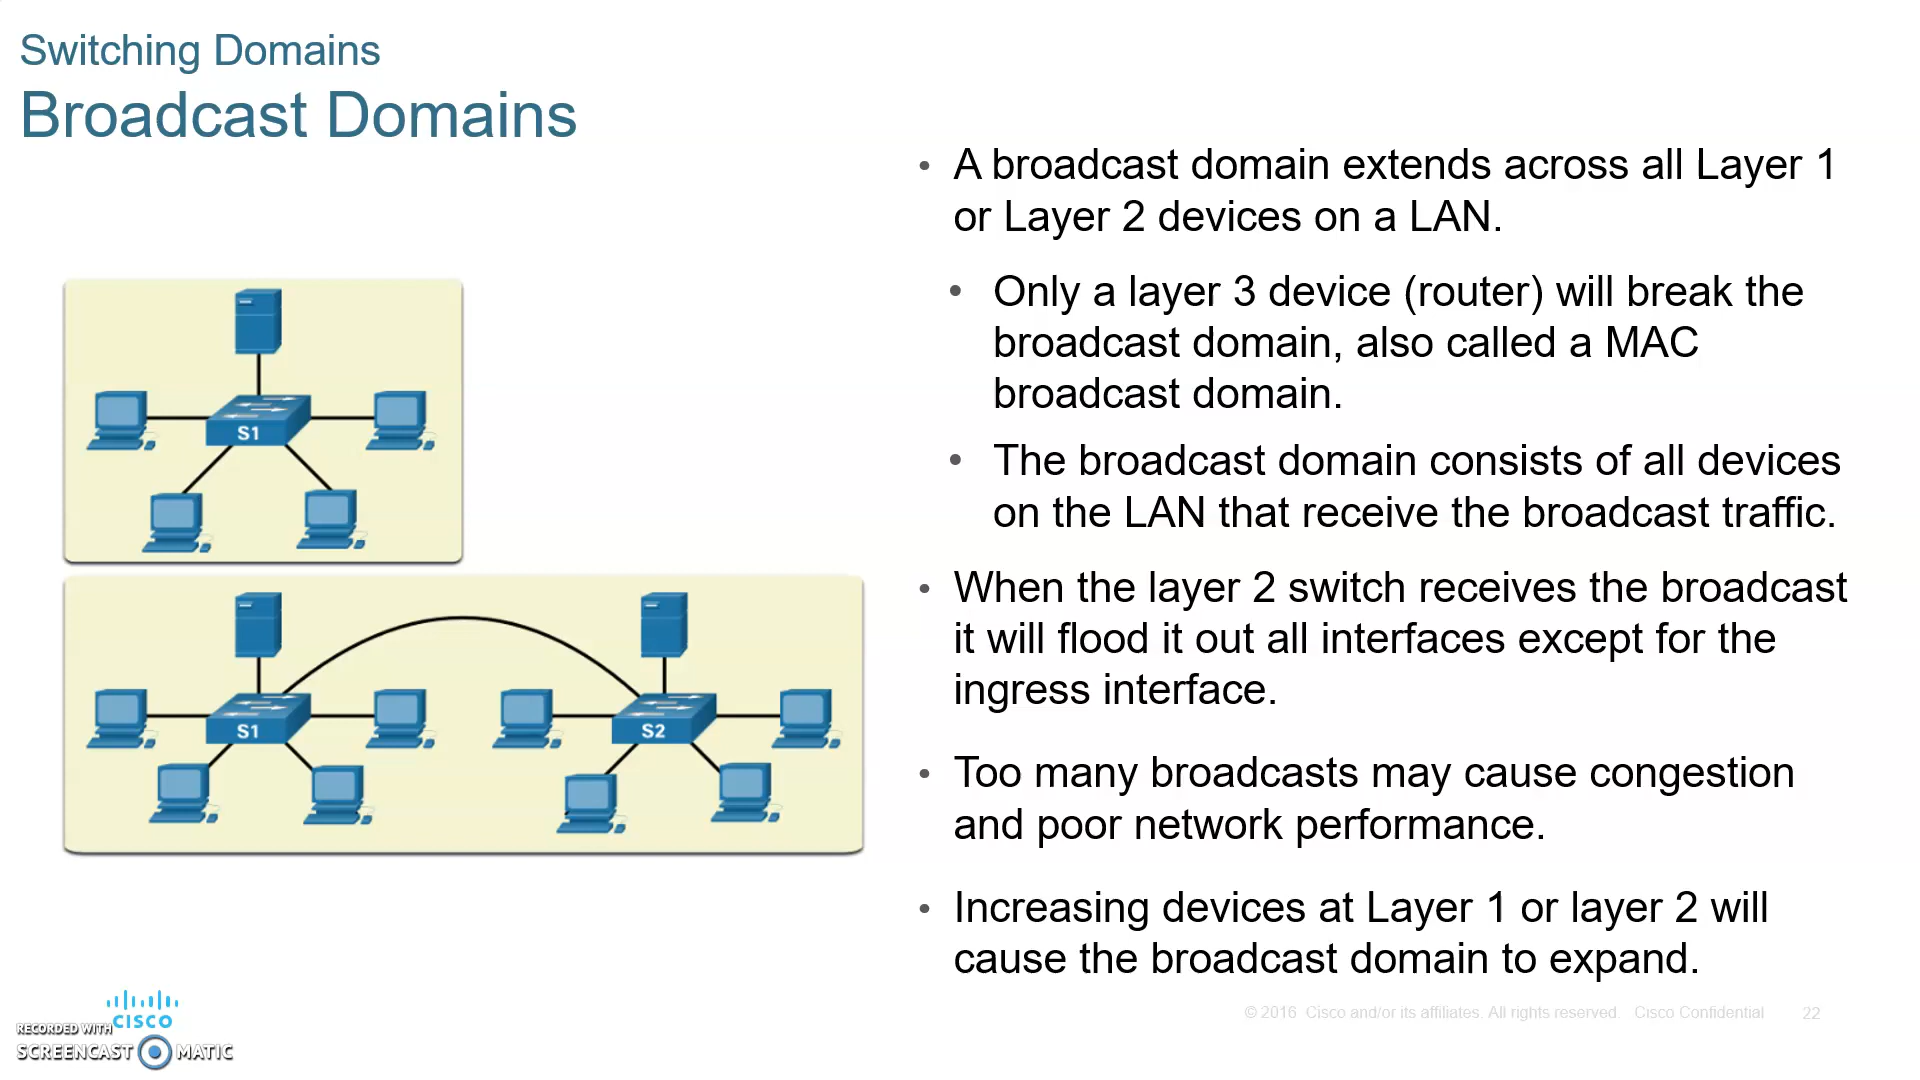 Switching Domains
Broadcast Domains
• A broadcast domain extends across all Layer 1
or Layer 2 devices on a LAN.
• Only a layer 3 device (router) will break the
broadcast domain, also called a MAC
broadcast domain.
• The broadcast domain consists of all devices
on the LAN that receive the broadcast traffic.
• When the layer 2 switch receives the broadcast
it will flood it out all interfaces except for the
ingress interface.
• Too many broadcasts may cause congestion
and poor network performance.
• Increasing devices at Layer 1 or layer 2 will
cause the broadcast domain to expand.
S1
S1
S2
CISCO
RECORDED WITH
SCREENCAST MATIC
© 2016 Cisco and/or its affiliates. All rights reserved. Cisco Confidential
22